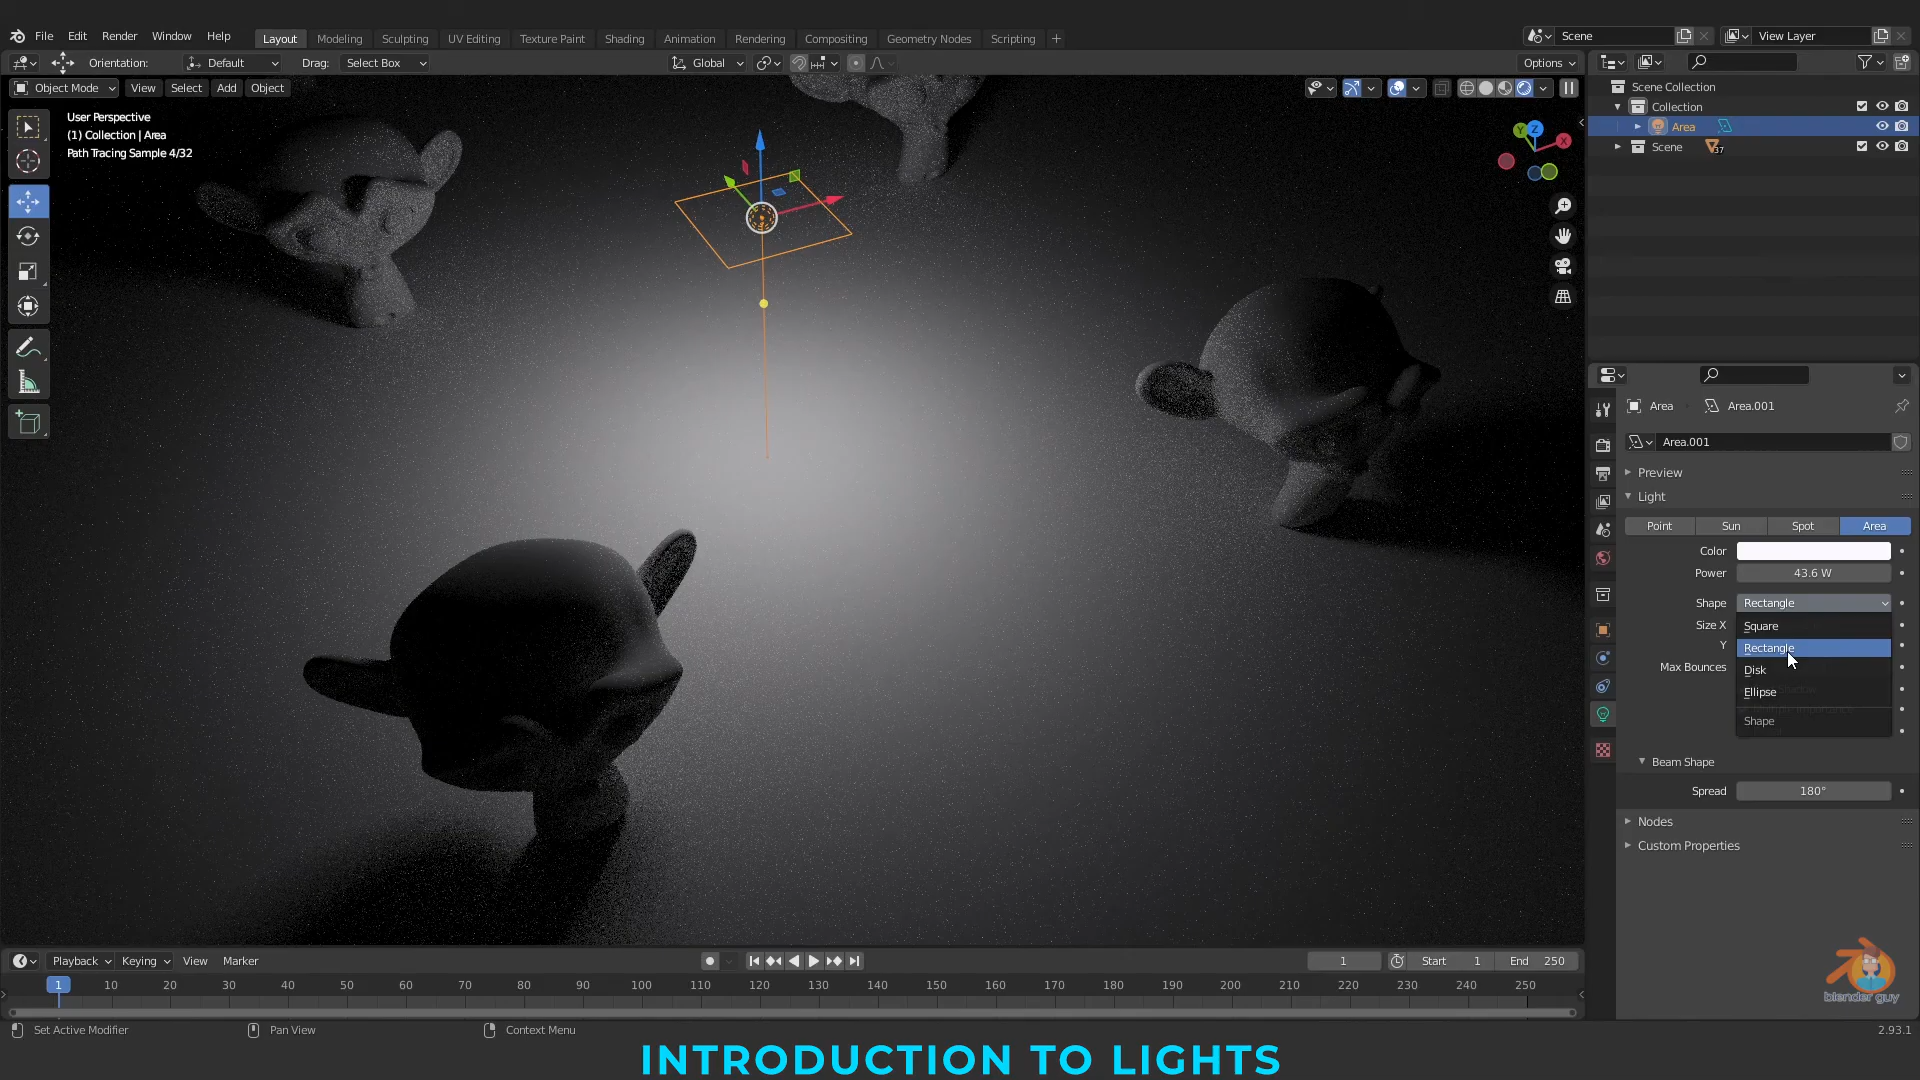 File Edit Render Window Help Layout Modeling Sculpting UV Editing Texture Paint Shading Animation Rendering Compositing Geometry Nodes Scripting + Scene View Layer
Orientation: Default Drag: Select Box Global Options
Object Mode View Select Add Object
User Perspective
(1) Collection | Area
Path Tracing Sample 4/32
Y Z X
Scene Collection
Collection
Area
Scene 37
Area Area.001
Area.001
Preview
Light
Point Sun Spot Area
Color
Power 43.6 W
Shape Rectangle
Size X
Y
Max Bounces
Square
Rectangle
Disk
Ellipse
Shape
Beam Shape
Spread 180°
Nodes
Custom Properties
blender guy
Playback Keying View Marker 1 Start 1 End 250
1 10 20 30 40 50 60 70 80 90 100 110 120 130 140 150 160 170 180 190 200 210 220 230 240 250
Set Active Modifier Pan View Context Menu 2.93.1
INTRODUCTION TO LIGHTS